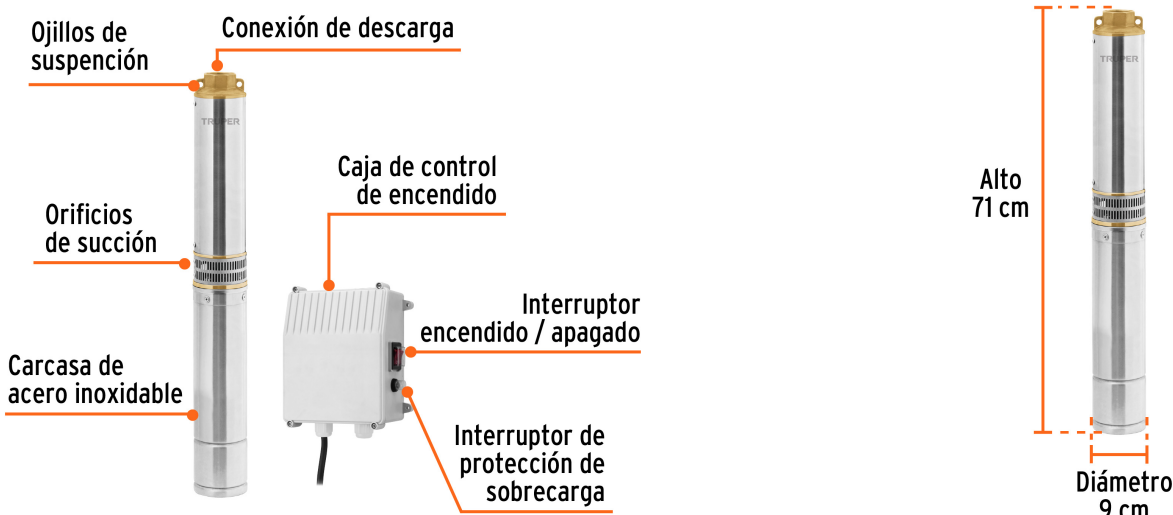 Ojillos de
suspención
Conexión de descarga
TRUPER
Caja de control
de encendido
Orificios
de succión
Interruptor
encendido / apagado
Carcasa de
acero inoxidable
Interruptor de
protección de
sobrecarga
TRUPER
Alto
71 cm
Diámetro
9 cm